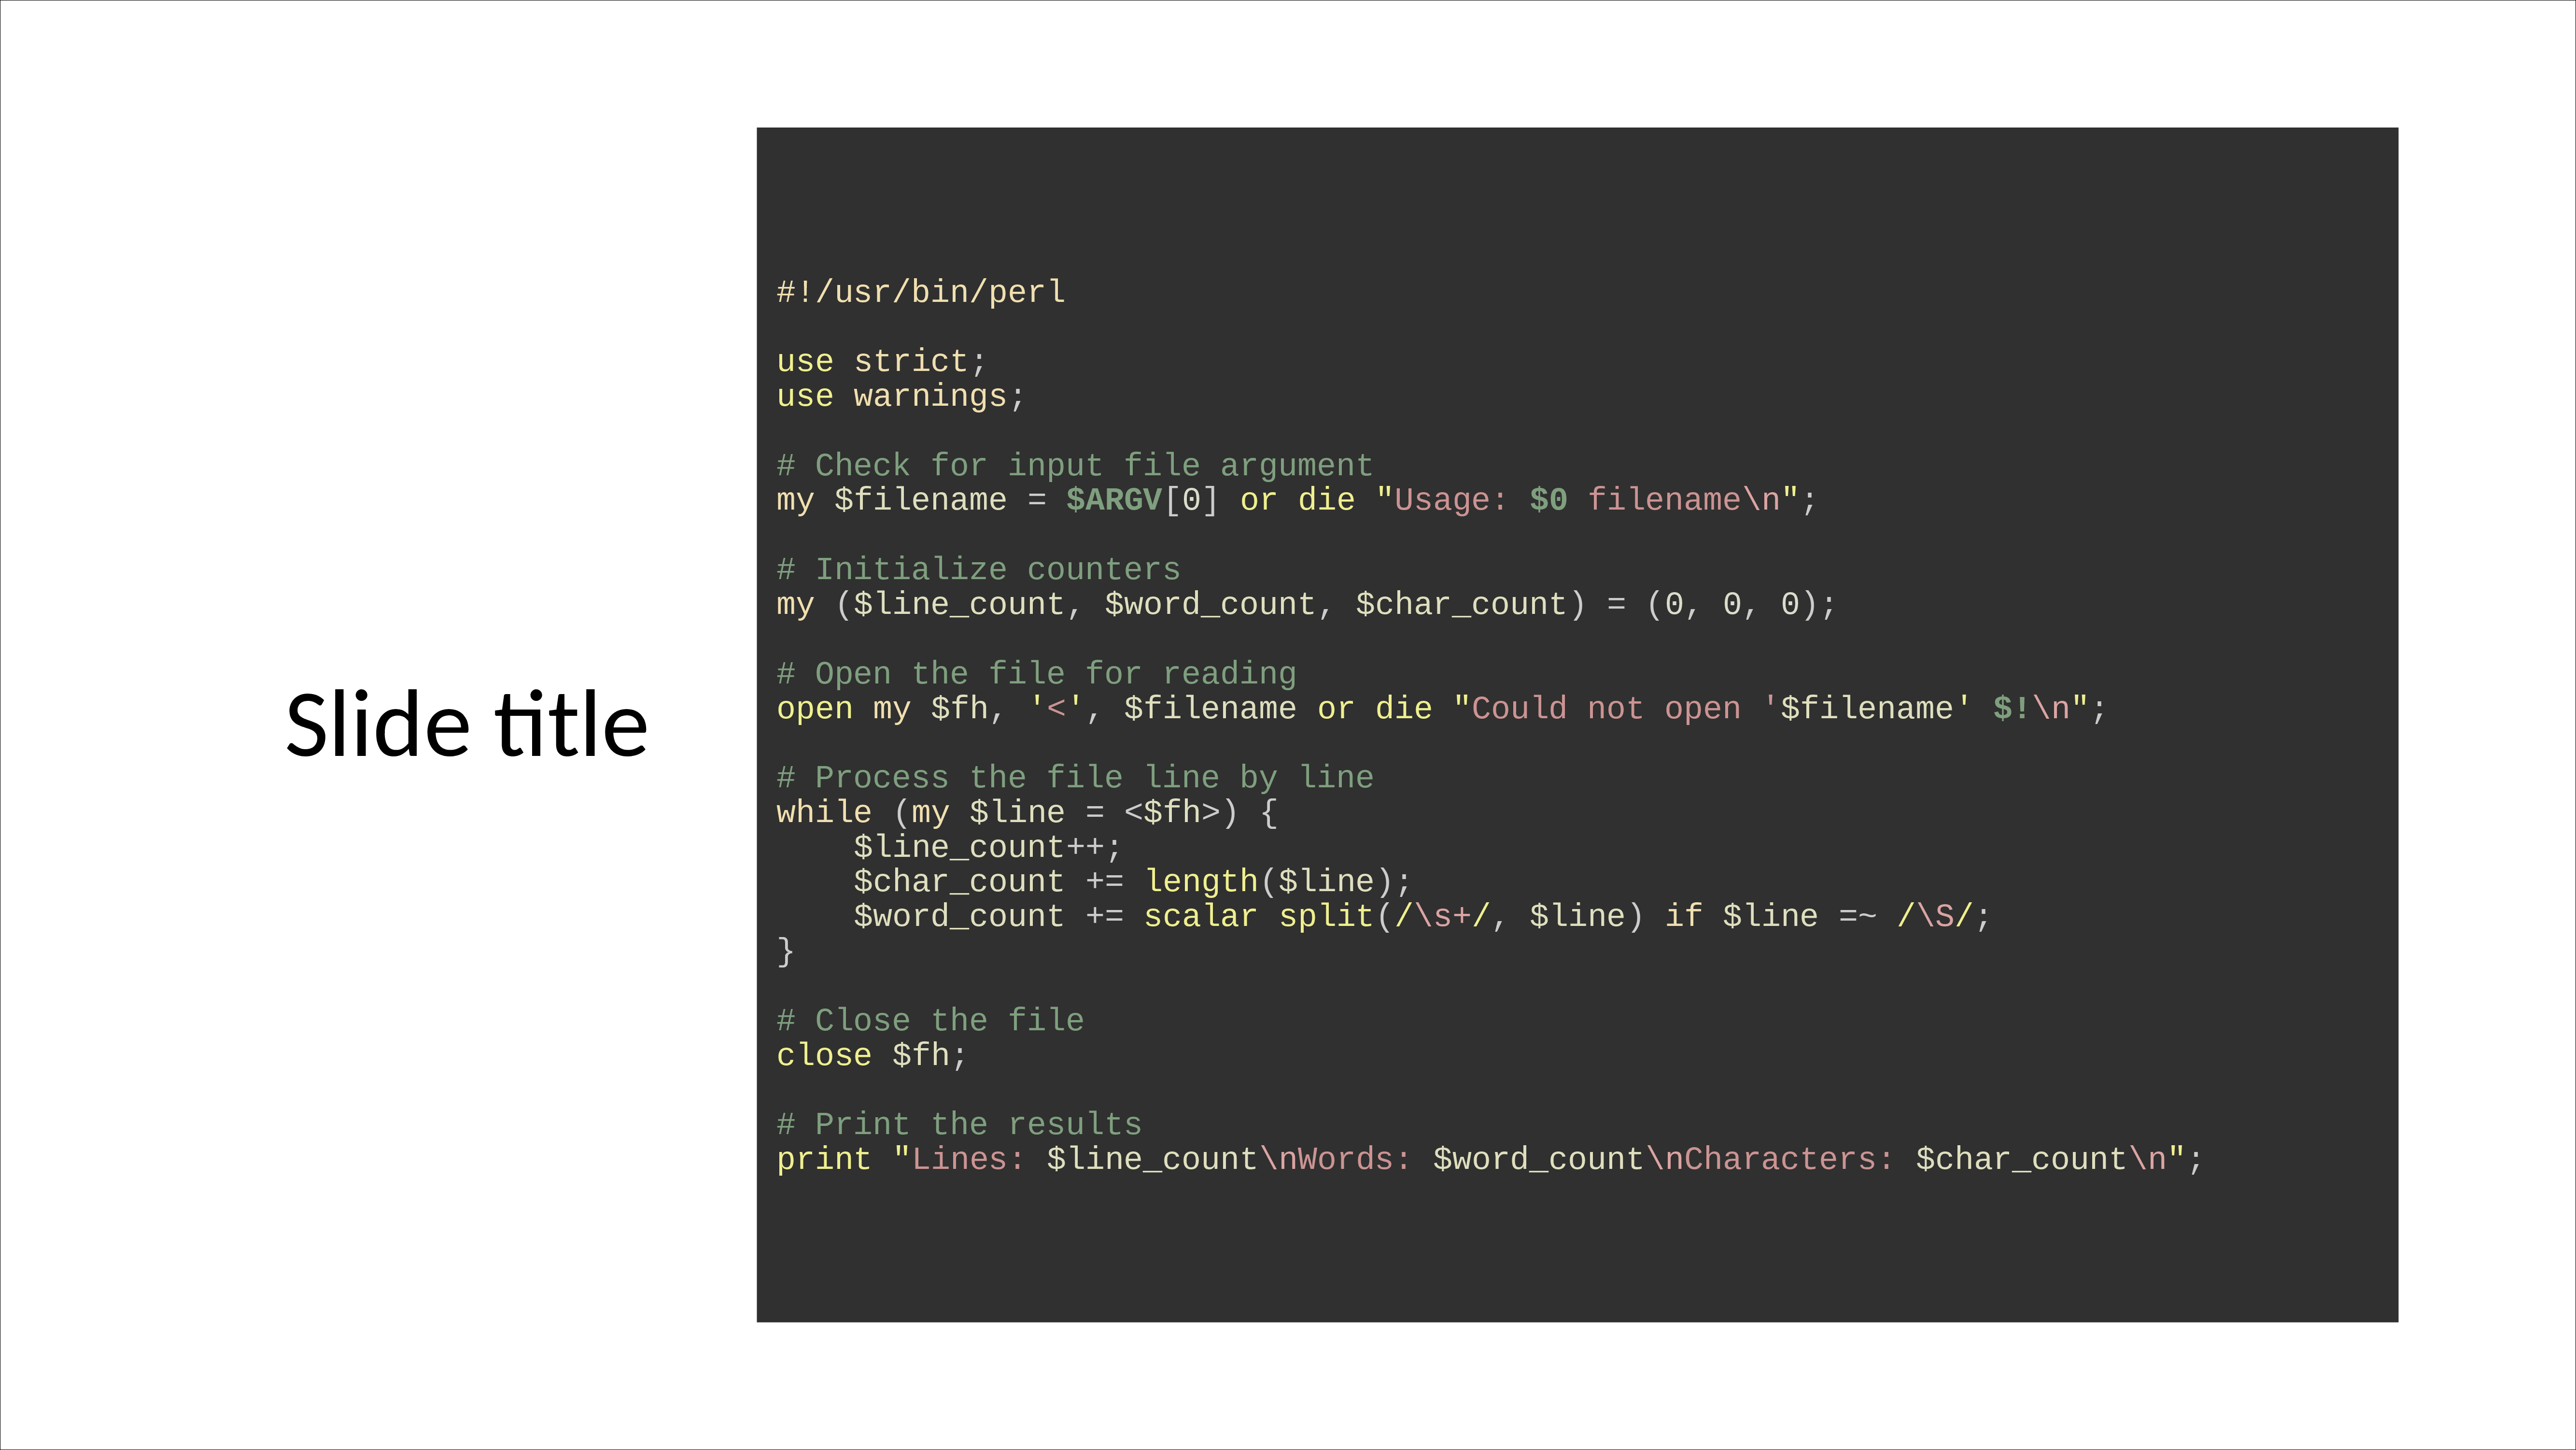 Slide title
#!/usr/bin/perl
use strict;
use warnings;
# Check for input file argument
my $filename = $ARGV[0] or die "Usage: $0 filename\n";
# Initialize counters
my ($line_count, $word_count, $char_count) = (0, 0, 0);
# Open the file for reading
open my $fh, '<', $filename or die "Could not open '$filename' $!\n";
# Process the file line by line
while (my $line = <$fh>) {
    $line_count++;
    $char_count += length($line);
    $word_count += scalar split(/\s+/, $line) if $line =~ /\S/;
}
# Close the file
close $fh;
# Print the results
print "Lines: $line_count\nWords: $word_count\nCharacters: $char_count\n";